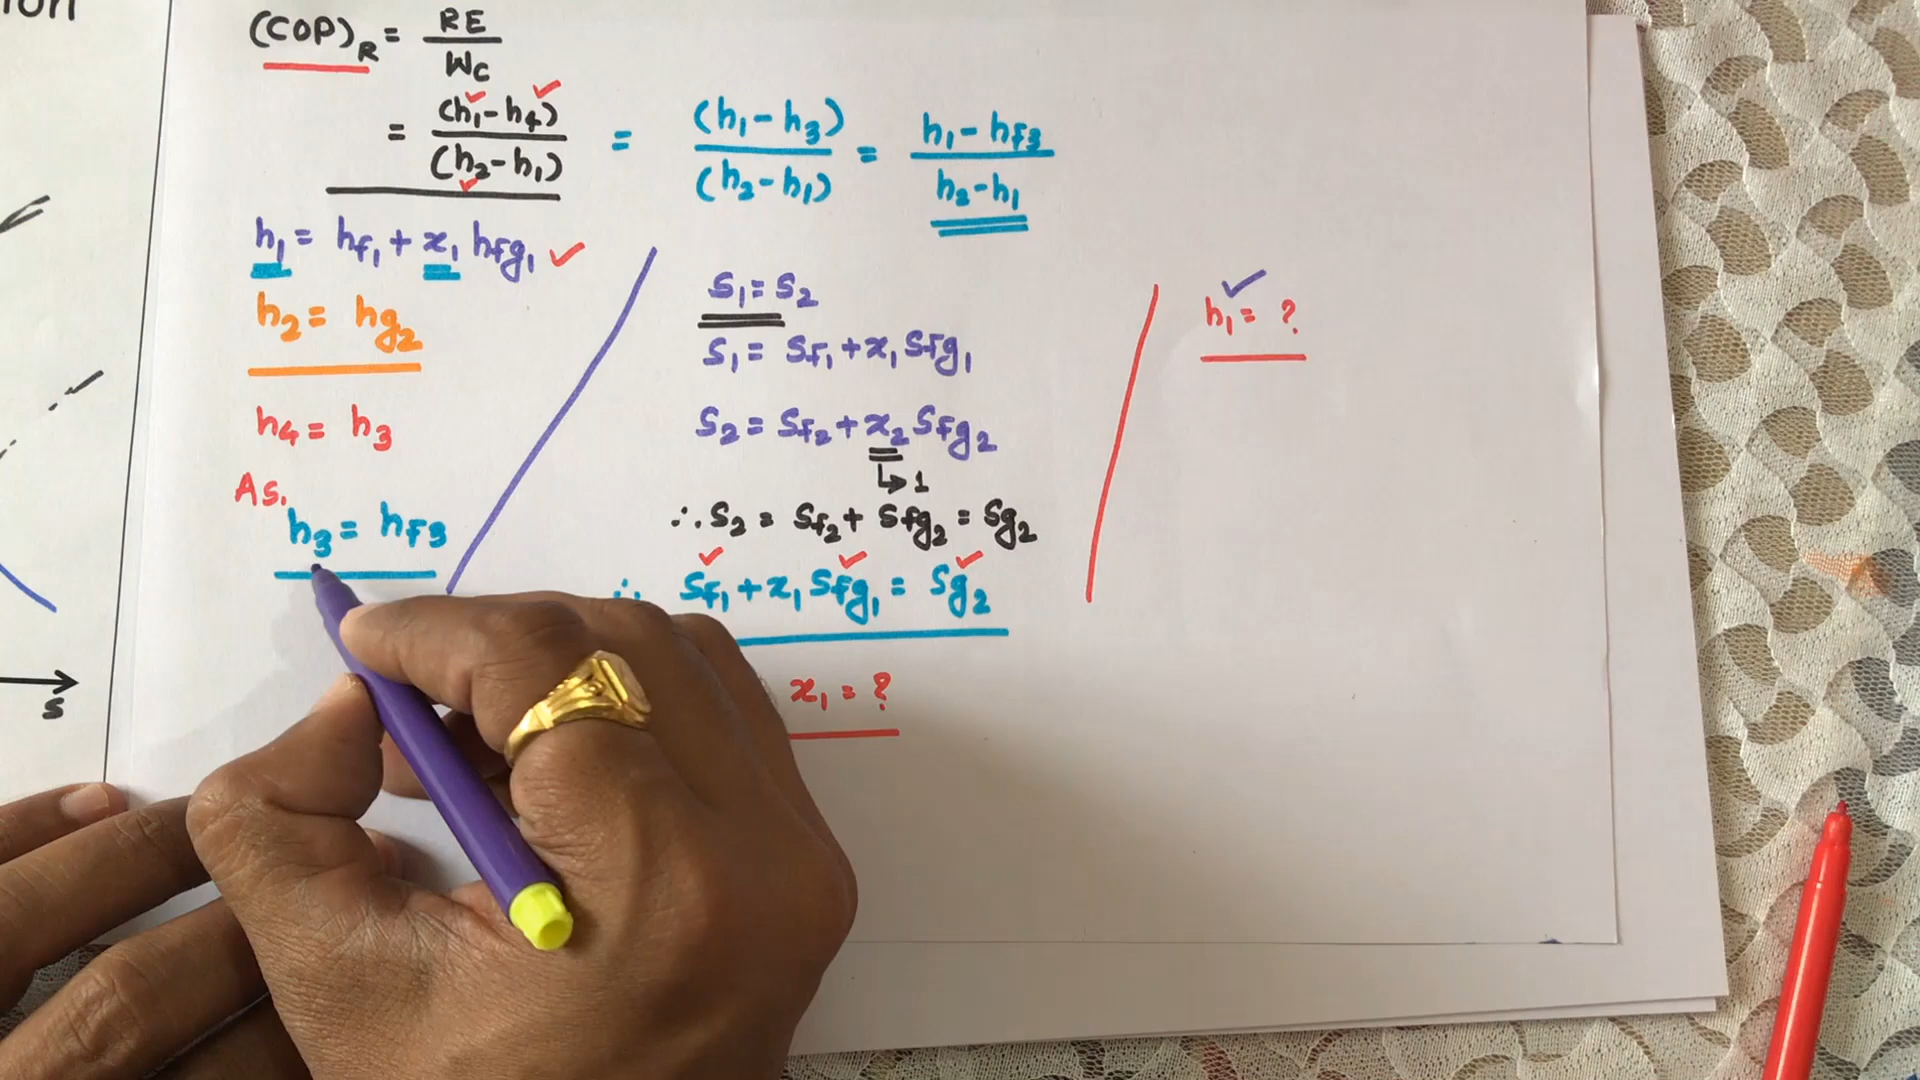 (COP)R = RE / Wc
= (h₁-h₄) / (h₂-h₁) = (h₁-h₃) / (h₂-h₁) = h₁-hf3 / h₂-h₁
h₁ = hf₁ + x₁ hfg₁ ✓
h₂ = hg₂
h₄ = h₃
As.
h₃ = hf3
S₁ = S₂
S₁ = Sf₁ + x₁ Sfg₁
S₂ = Sf₂ + x₂ Sfg₂
↳ 1
∴ S₂ = Sf₂ + Sfg₂ = Sg₂
∴ Sf₁ + x₁ Sfg₁ = Sg₂
x₁ = ?
h₁ = ?
S